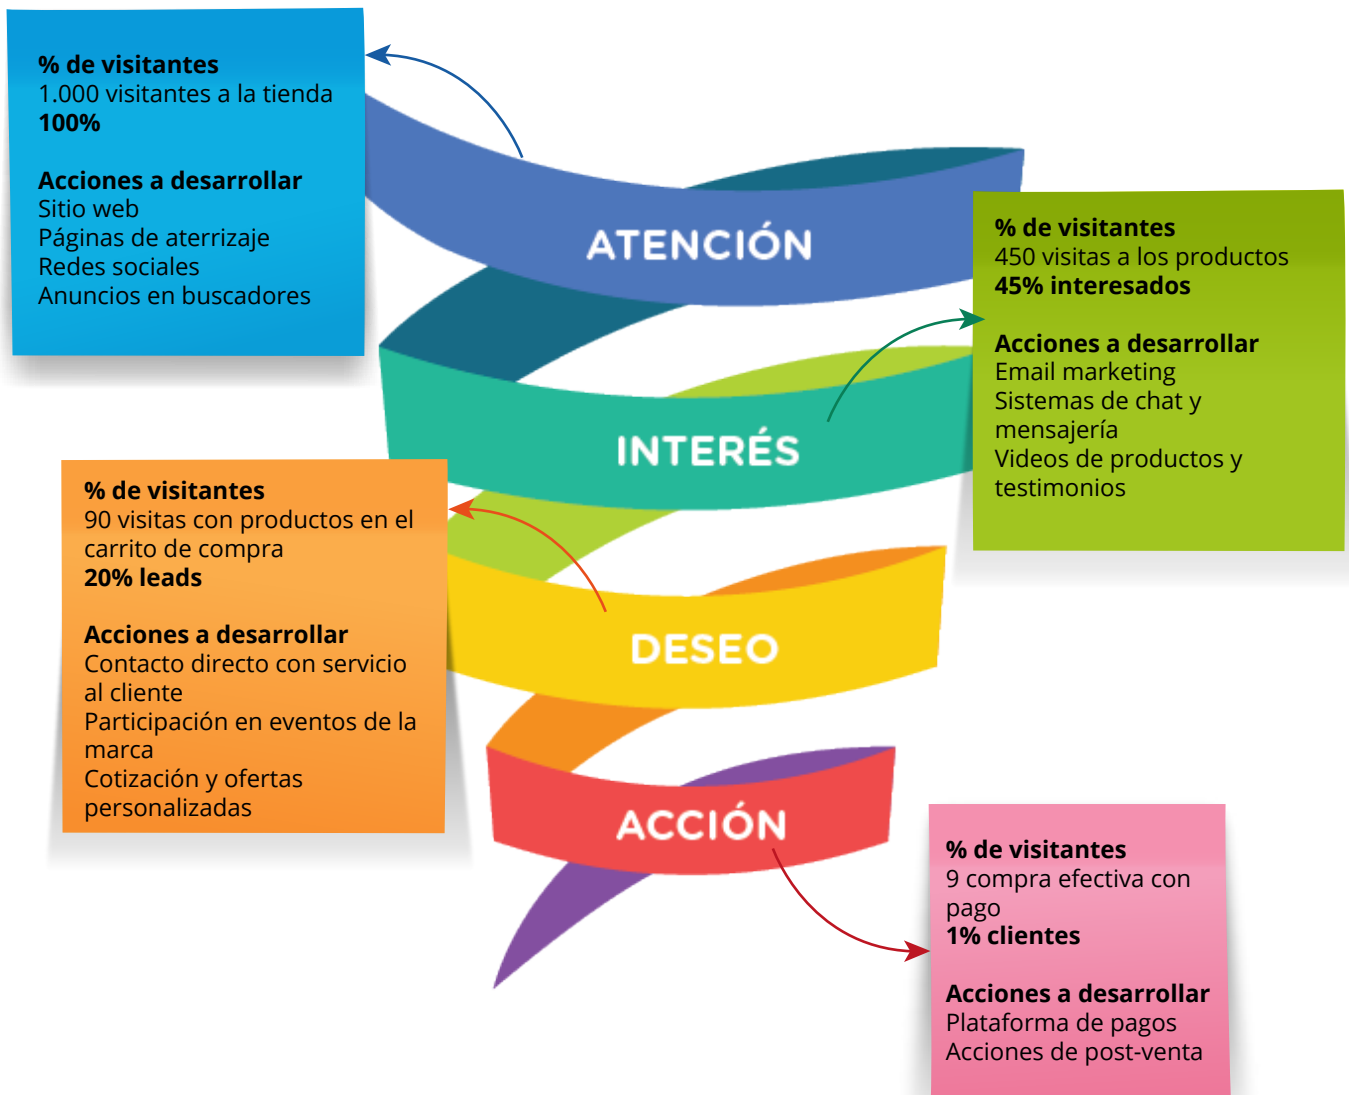 % de visitantes
1.000 visitantes a la tienda
100%
Acciones a desarrollar
Sitio web
Páginas de aterrizaje
Redes sociales
Anuncios en buscadores
ATENCIÓN
% de visitantes
450 visitas a los productos
45% interesados
Acciones a desarrollar
Email marketing
Sistemas de chat y
mensajería
Videos de productos y
testimonios
INTERÉS
% de visitantes
90 visitas con productos en el
carrito de compra
20% leads
Acciones a desarrollar
Contacto directo con servicio
al cliente
Participación en eventos de la
marca
Cotización y ofertas
personalizadas
DESEO
ACCIÓN
% de visitantes
9 compra efectiva con
pago
1% clientes
Acciones a desarrollar
Plataforma de pagos
Acciones de post-venta